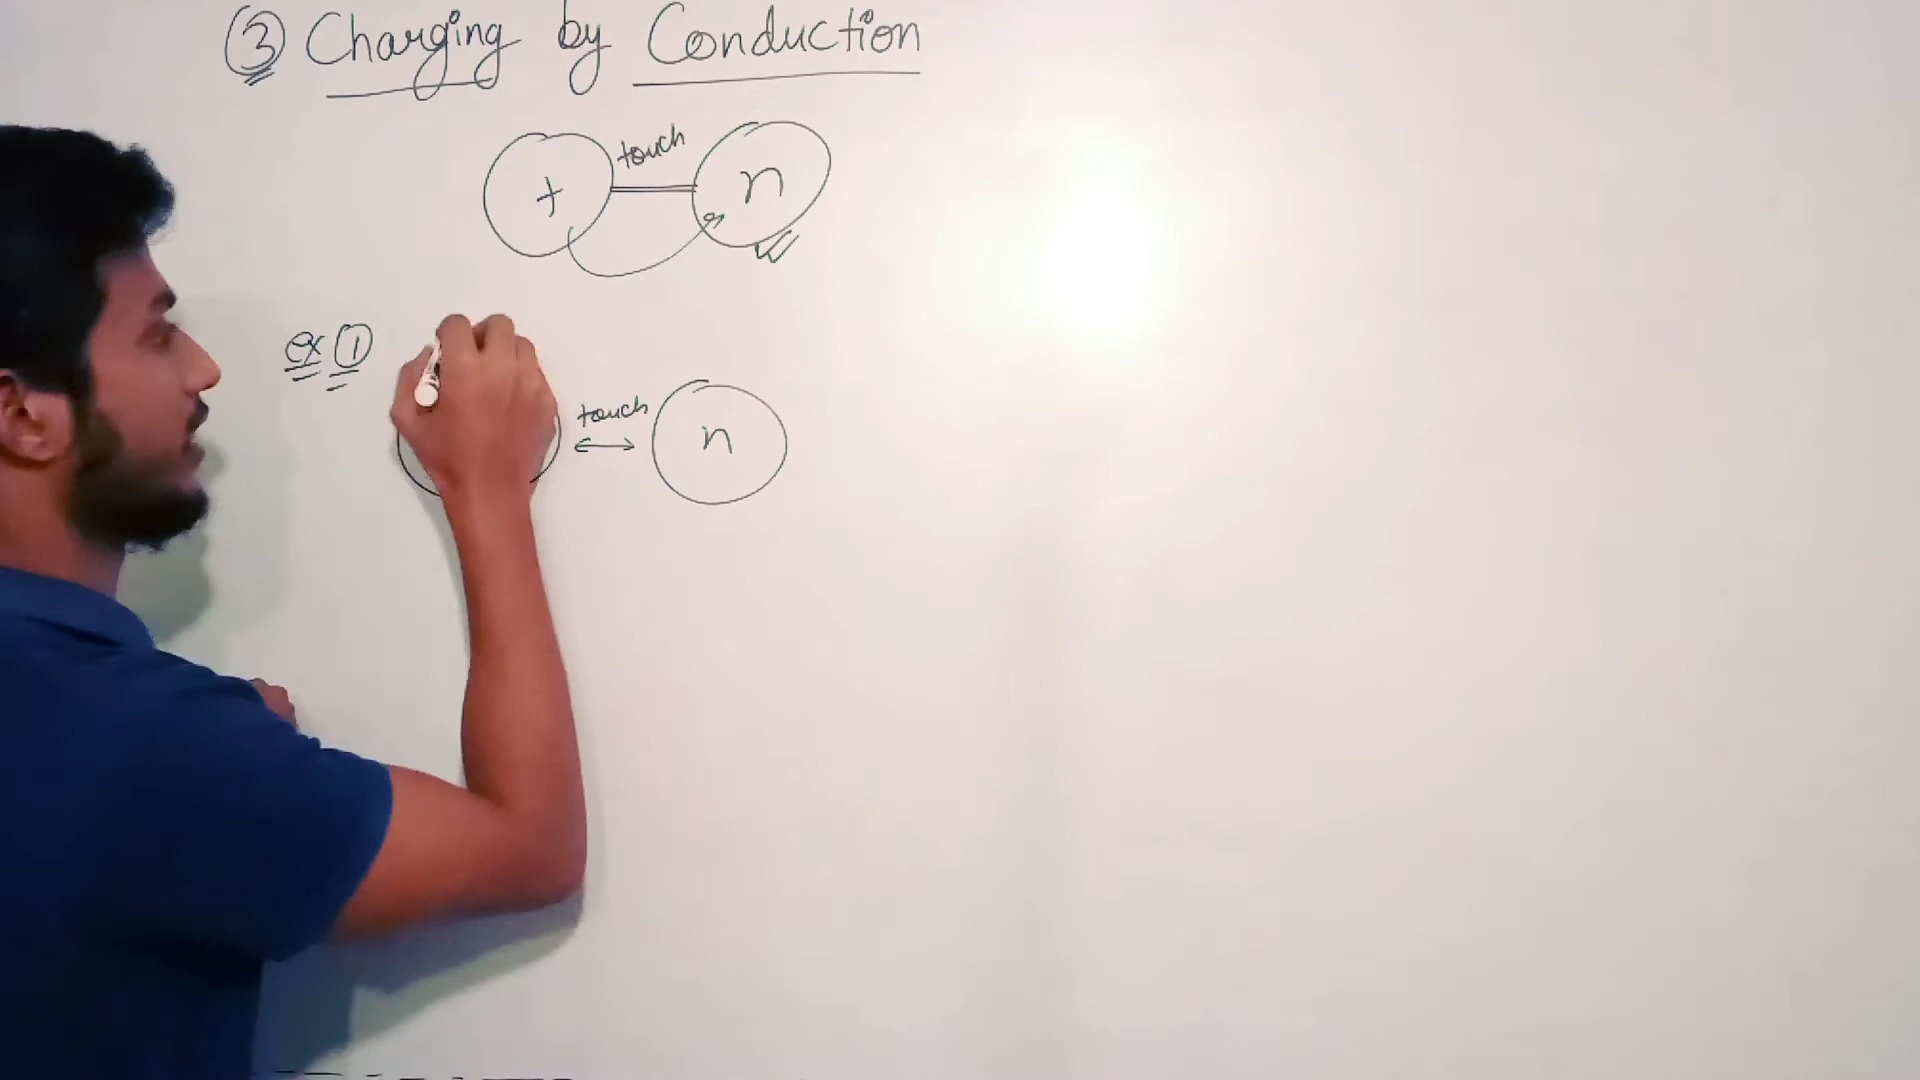 ③ Charging by Conduction
touch
+ n
ex ①
touch
n